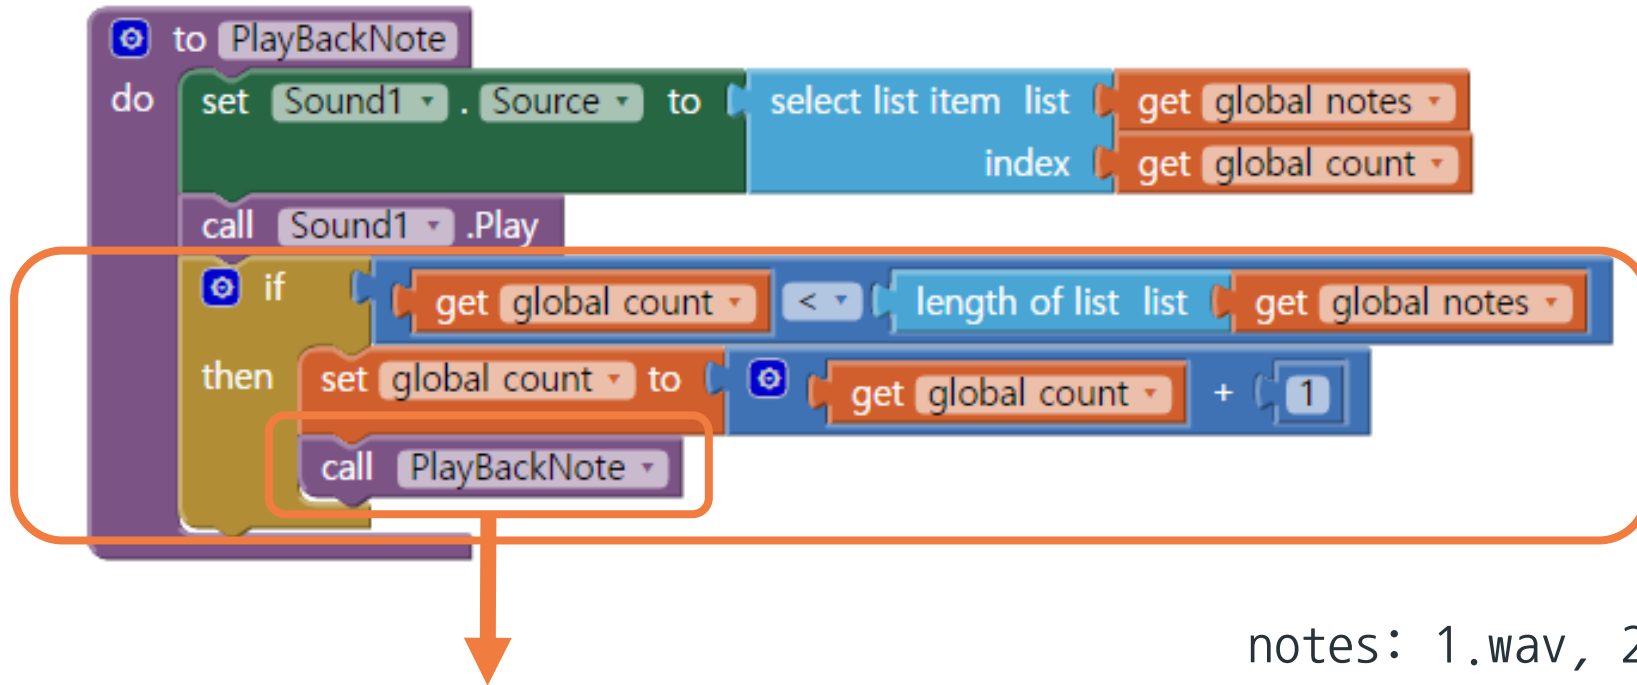 to PlayBackNote
do set Sound1 . Source to select list item list get global notes
index get global count
call Sound1 .Play
if get global count < length of list list get global notes
then set global count to get global count + 1
call PlayBackNote
notes: 1.wav, 2